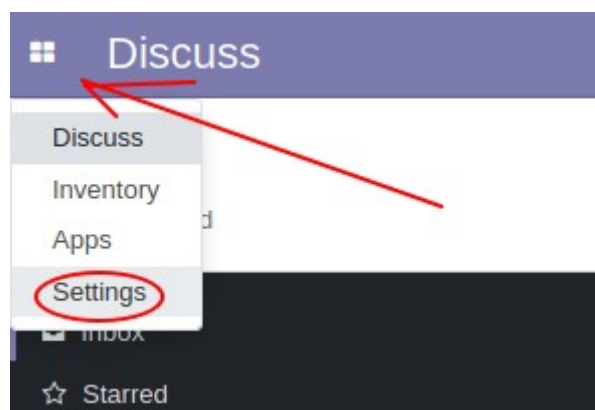 Discuss
Discuss
Inventory
Apps
Settings
Inbox
Starred